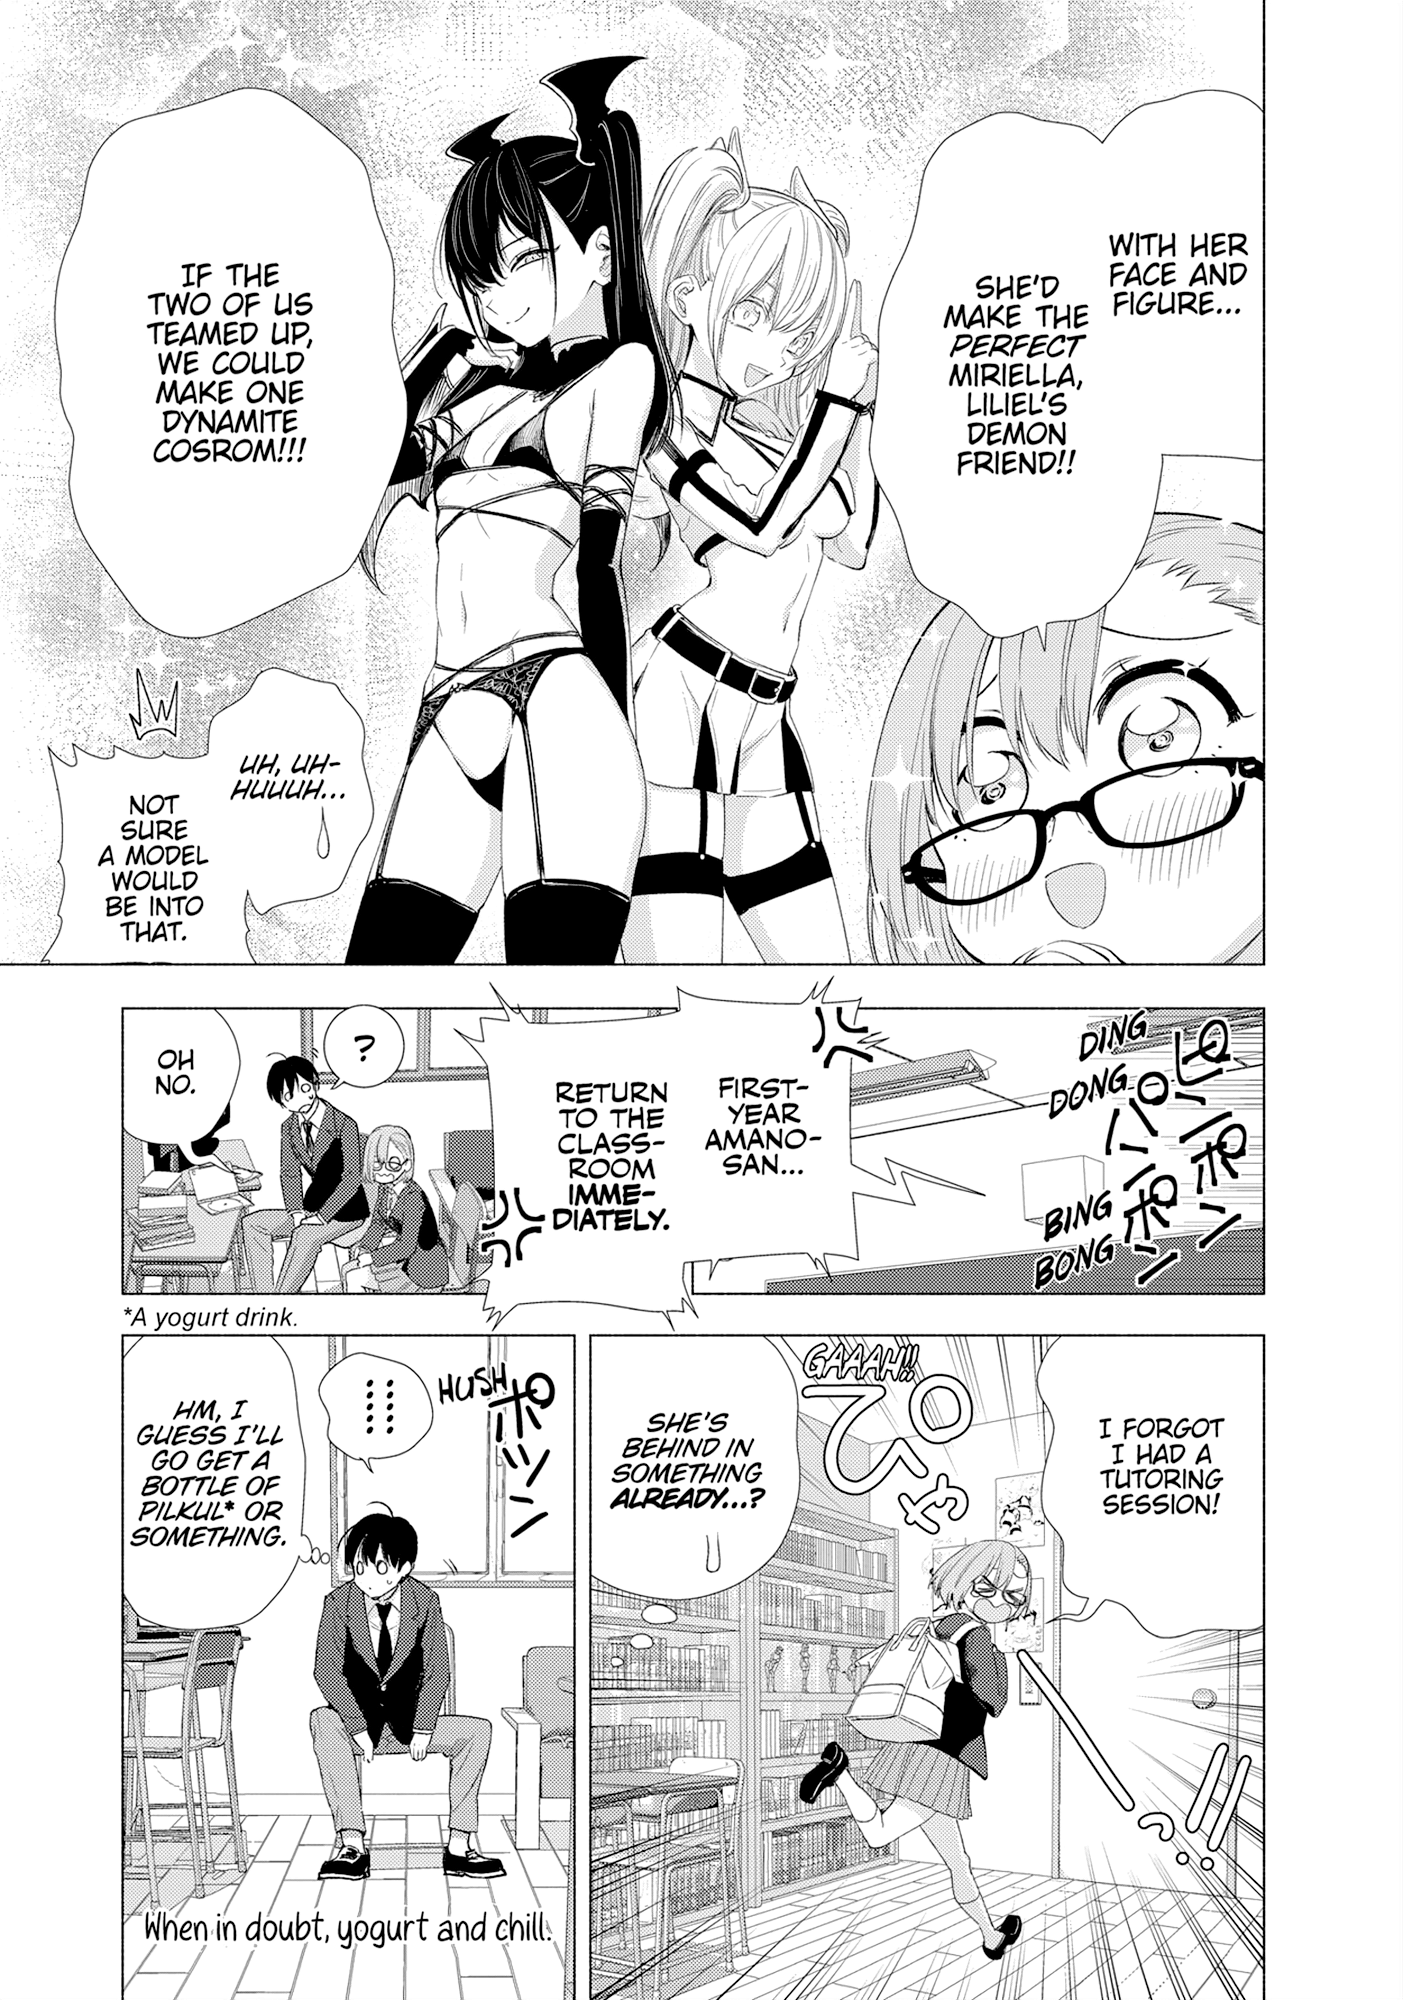 WITH HER
FACE AND
FIGURE...
SHE'D
MAKE THE
PERFECT
MIRIELLA,
LILIEL'S
DEMON
FRIEND!!
IF THE
TWO OF US
TEAMED UP,
WE COULD
MAKE ONE
DYNAMITE
COSROM!!!
UH, UH-
HUUUH...
NOT
SURE
A MODEL
WOULD
BE INTO
THAT.
DING
DONG
ピンポン
パンポン
BING
BONG
FIRST-
YEAR
AMANO-
SAN...
RETURN
TO THE
CLASS-
ROOM
IMME-
DIATELY.
?
OH
NO.
*A yogurt drink.
I FORGOT
I HAD A
TUTORING
SESSION!
GAAAH!!
ぴゃーっ!!
SHE'S
BEHIND IN
SOMETHING
ALREADY...?
HUSH
ポツン
......
HM, I
GUESS I'LL
GO GET A
BOTTLE OF
PILKUL* OR
SOMETHING.
When in doubt, yogurt and chill.